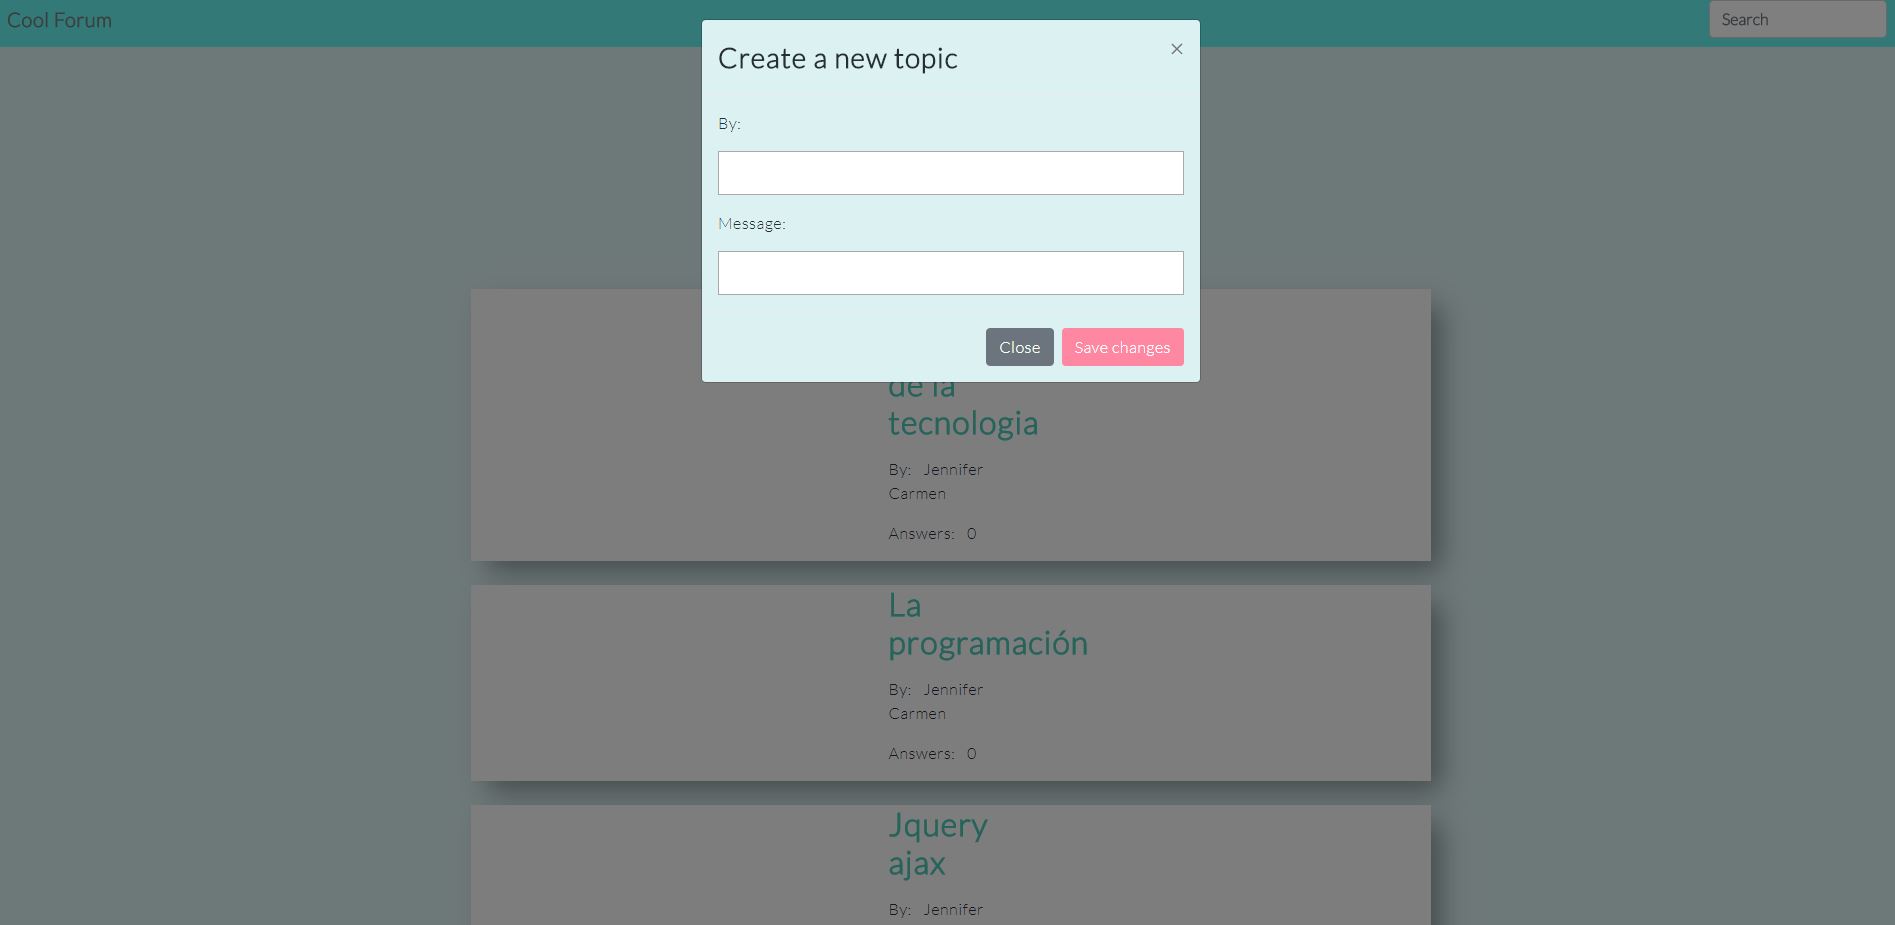 Cool Forum
Search
Create a new topic
×
By:
Message:
Close
Save changes
de la
tecnologia
By: Jennifer
Carmen
Answers: 0
La
programación
By: Jennifer
Carmen
Answers: 0
Jquery
ajax
By: Jennifer